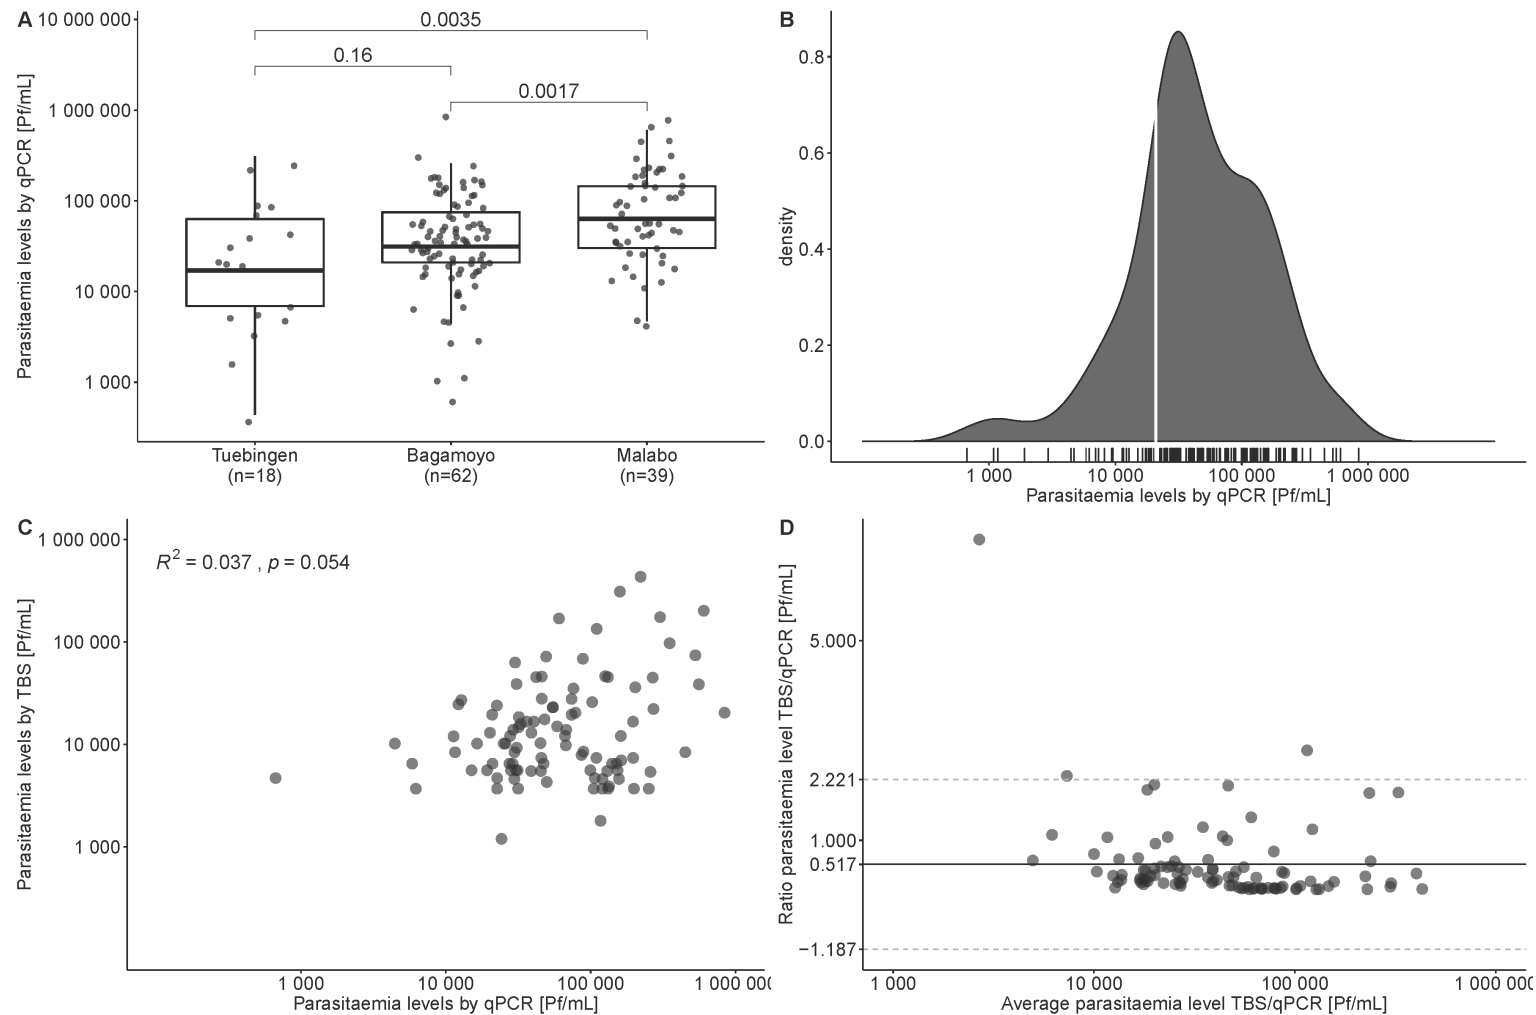 A
Parasitaemia levels by qPCR [Pf/mL]
10 000 000
1 000 000
100 000
10 000
1 000
0.0035
0.16
0.0017
Tuebingen
(n=18)
Bagamoyo
(n=62)
Malabo
(n=39)
B
density
0.8
0.6
0.4
0.2
0.0
1 000
10 000
100 000
1 000 000
Parasitaemia levels by qPCR [Pf/mL]
C
Parasitaemia levels by TBS [Pf/mL]
1 000 000
100 000
10 000
1 000
R2 = 0.037 , p = 0.054
1 000
10 000
100 000
1 000 000
Parasitaemia levels by qPCR [Pf/mL]
D
Ratio parasitaemia level TBS/qPCR [Pf/mL]
5.000
2.221
1.000
0.517
−1.187
1 000
10 000
100 000
1 000 000
Average parasitaemia level TBS/qPCR [Pf/mL]